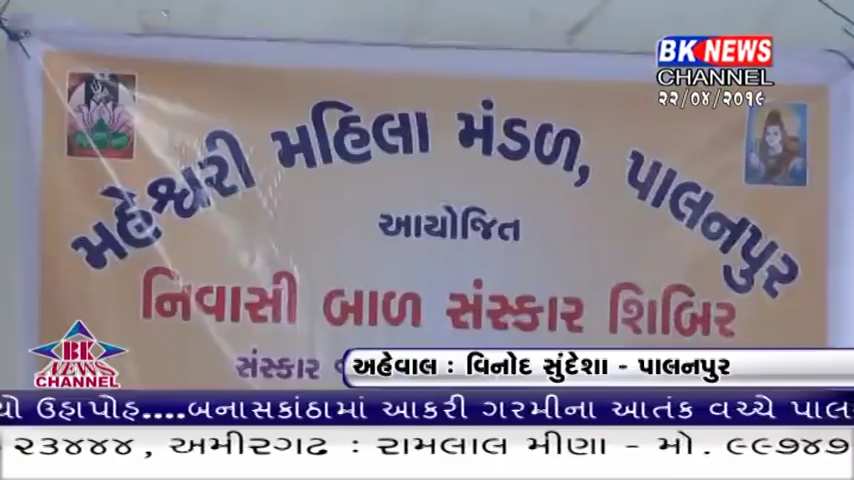 BK NEWS
CHANNEL
૨૨/૦૪/૨૦૧૯
મહેશ્વરી મહિલા મંડળ, પાલનપુર
આયોજિત
નિવાસી બાળ સંસ્કાર શિબિર
સંસ્કાર
અહેવાલ : વિનોદ સુંદેશા - પાલનપુર
BK
NEWS
CHANNEL
ઉહાપોહ....બનાસકાંઠામાં આકરી ગરમીના આતંક વચ્ચે પાલ
૨૩૪૪૪, અમીરગઢ : રામલાલ મીણા - મો. ૯૯૭૪૭